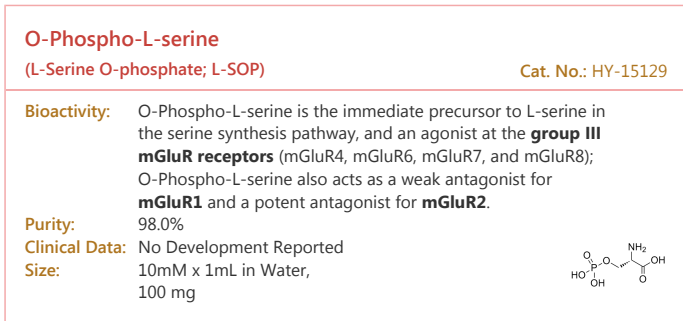 O-Phospho-L-serine
(L-Serine O-phosphate; L-SOP) Cat. No.: HY-15129
Bioactivity: O-Phospho-L-serine is the immediate precursor to L-serine in
the serine synthesis pathway, and an agonist at the group III
mGluR receptors (mGluR4, mGluR6, mGluR7, and mGluR8);
O-Phospho-L-serine also acts as a weak antagonist for
mGluR1 and a potent antagonist for mGluR2.
Purity: 98.0%
Clinical Data: No Development Reported
Size: 10mM x 1mL in Water,
100 mg
O NH₂
HO P O OH
OH O